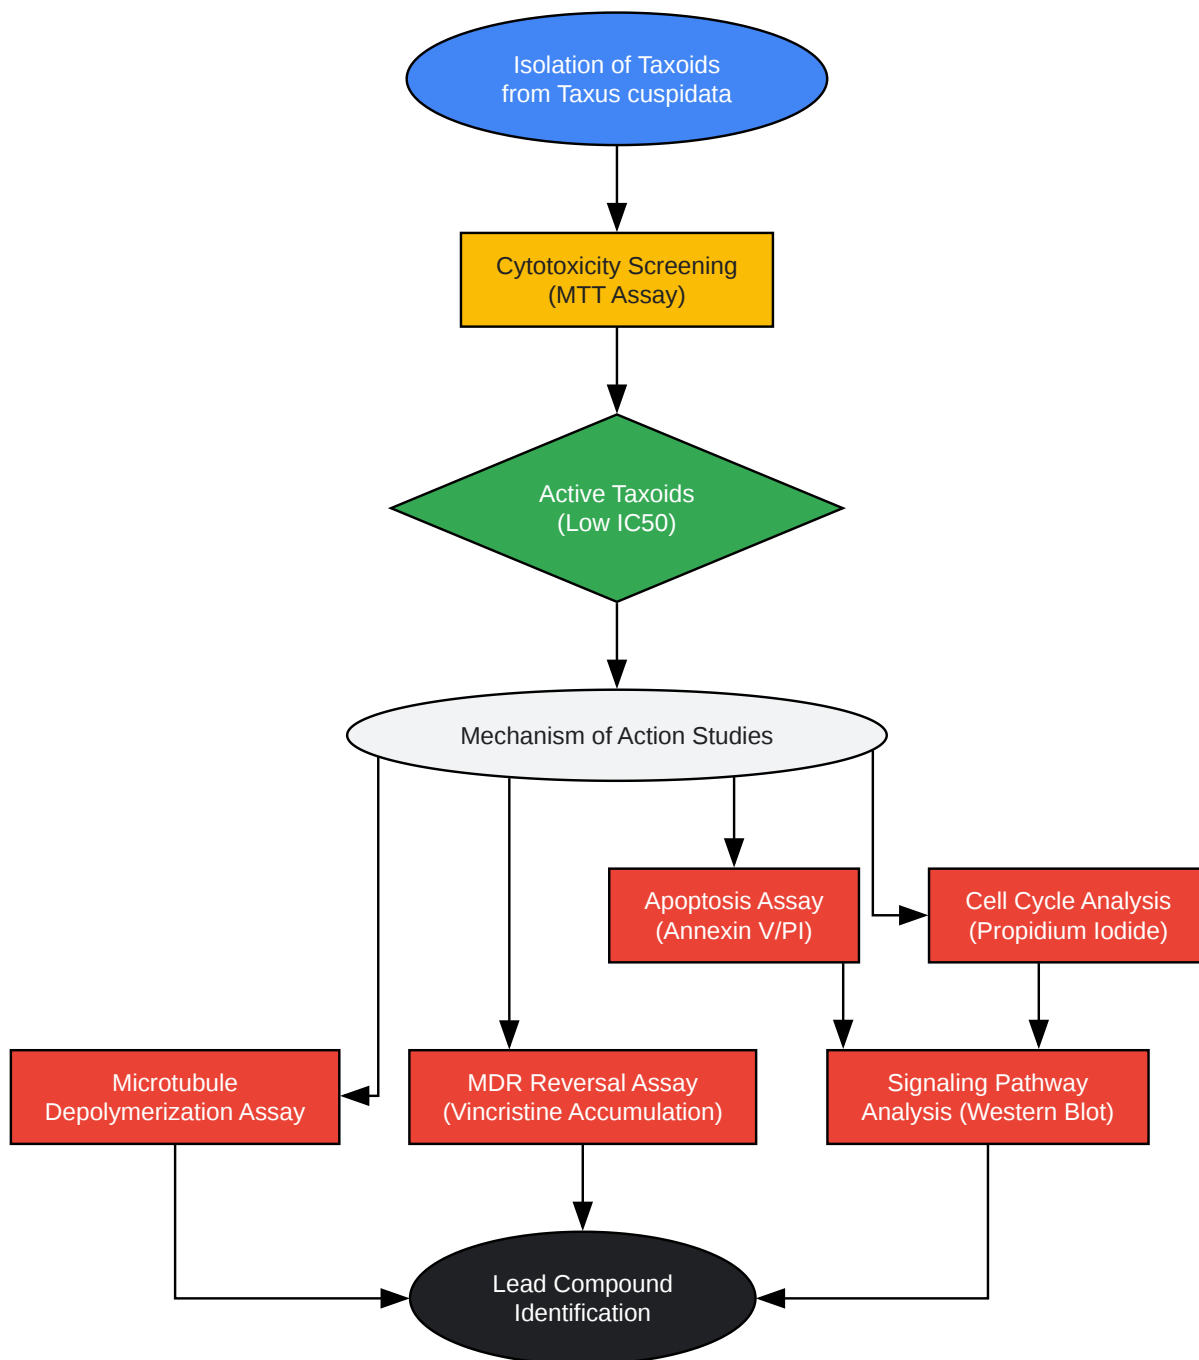 Isolation of Taxoids
from Taxus cuspidata
Cytotoxicity Screening
(MTT Assay)
Active Taxoids
(Low IC50)
Mechanism of Action Studies
Apoptosis Assay
(Annexin V/PI)
Cell Cycle Analysis
(Propidium Iodide)
Microtubule
Depolymerization Assay
MDR Reversal Assay
(Vincristine Accumulation)
Signaling Pathway
Analysis (Western Blot)
Lead Compound
Identification